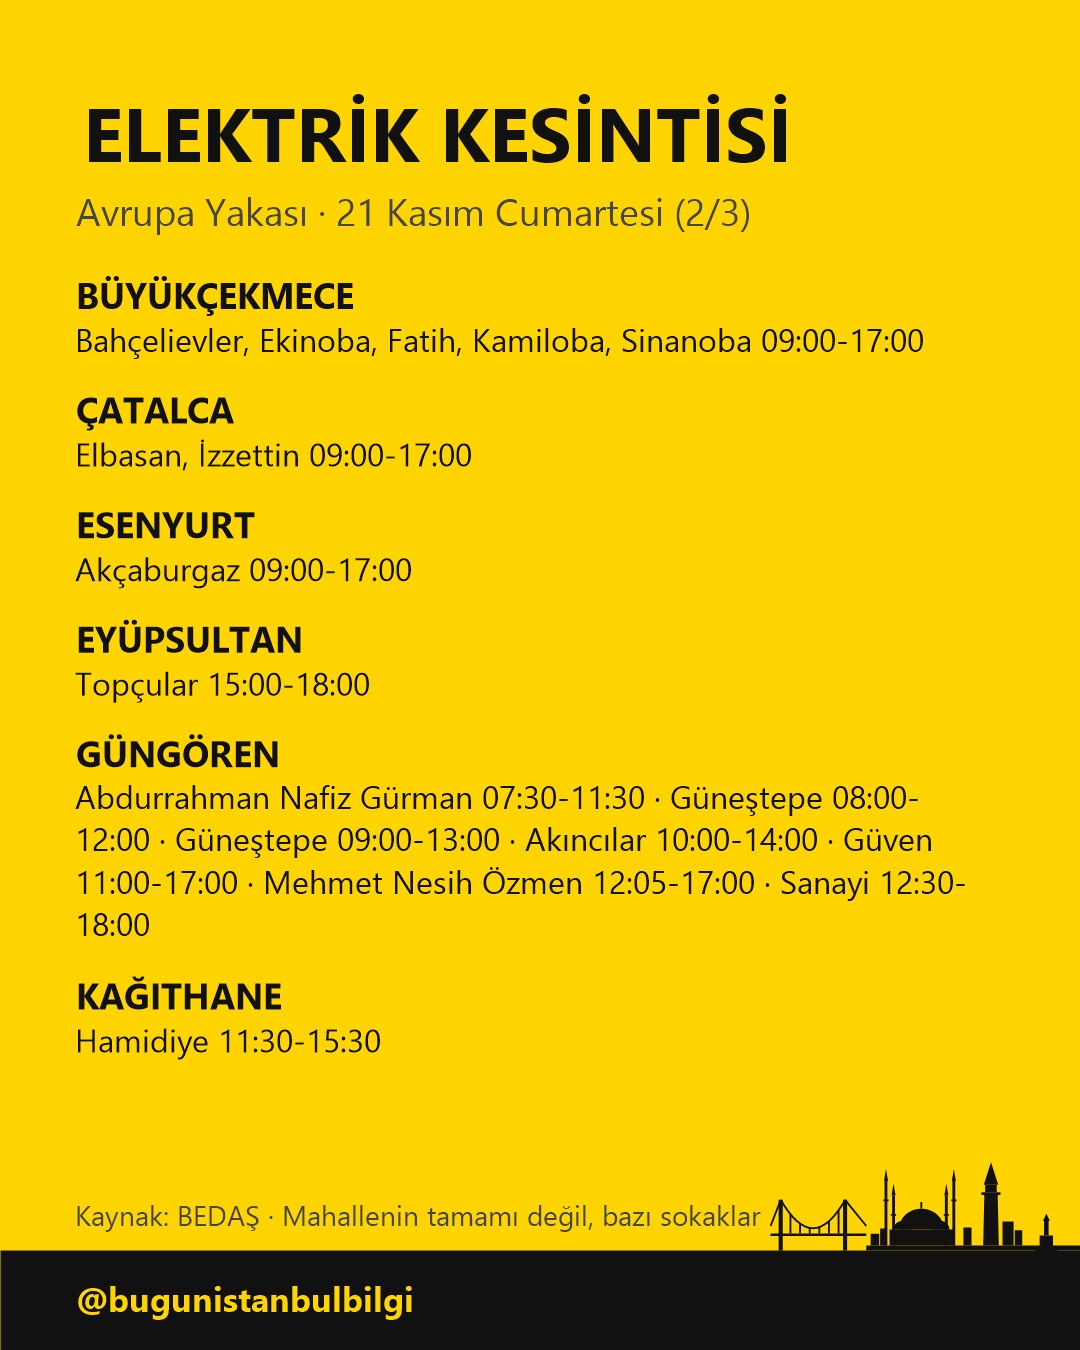 ELEKTRİK KESİNTİSİ
Avrupa Yakası · 21 Kasım Cumartesi (2/3)
BÜYÜKÇEKMECE
Bahçelievler, Ekinoba, Fatih, Kamiloba, Sinanoba 09:00-17:00
ÇATALCA
Elbasan, İzzettin 09:00-17:00
ESENYURT
Akçaburgaz 09:00-17:00
EYÜPSULTAN
Topçular 15:00-18:00
GÜNGÖREN
Abdurrahman Nafiz Gürman 07:30-11:30 · Güneştepe 08:00-
12:00 · Güneştepe 09:00-13:00 · Akıncılar 10:00-14:00 · Güven
11:00-17:00 · Mehmet Nesih Özmen 12:05-17:00 · Sanayi 12:30-
18:00
KAĞITHANE
Hamidiye 11:30-15:30
Kaynak: BEDAŞ · Mahallenin tamamı değil, bazı sokaklar
@bugunistanbulbilgi